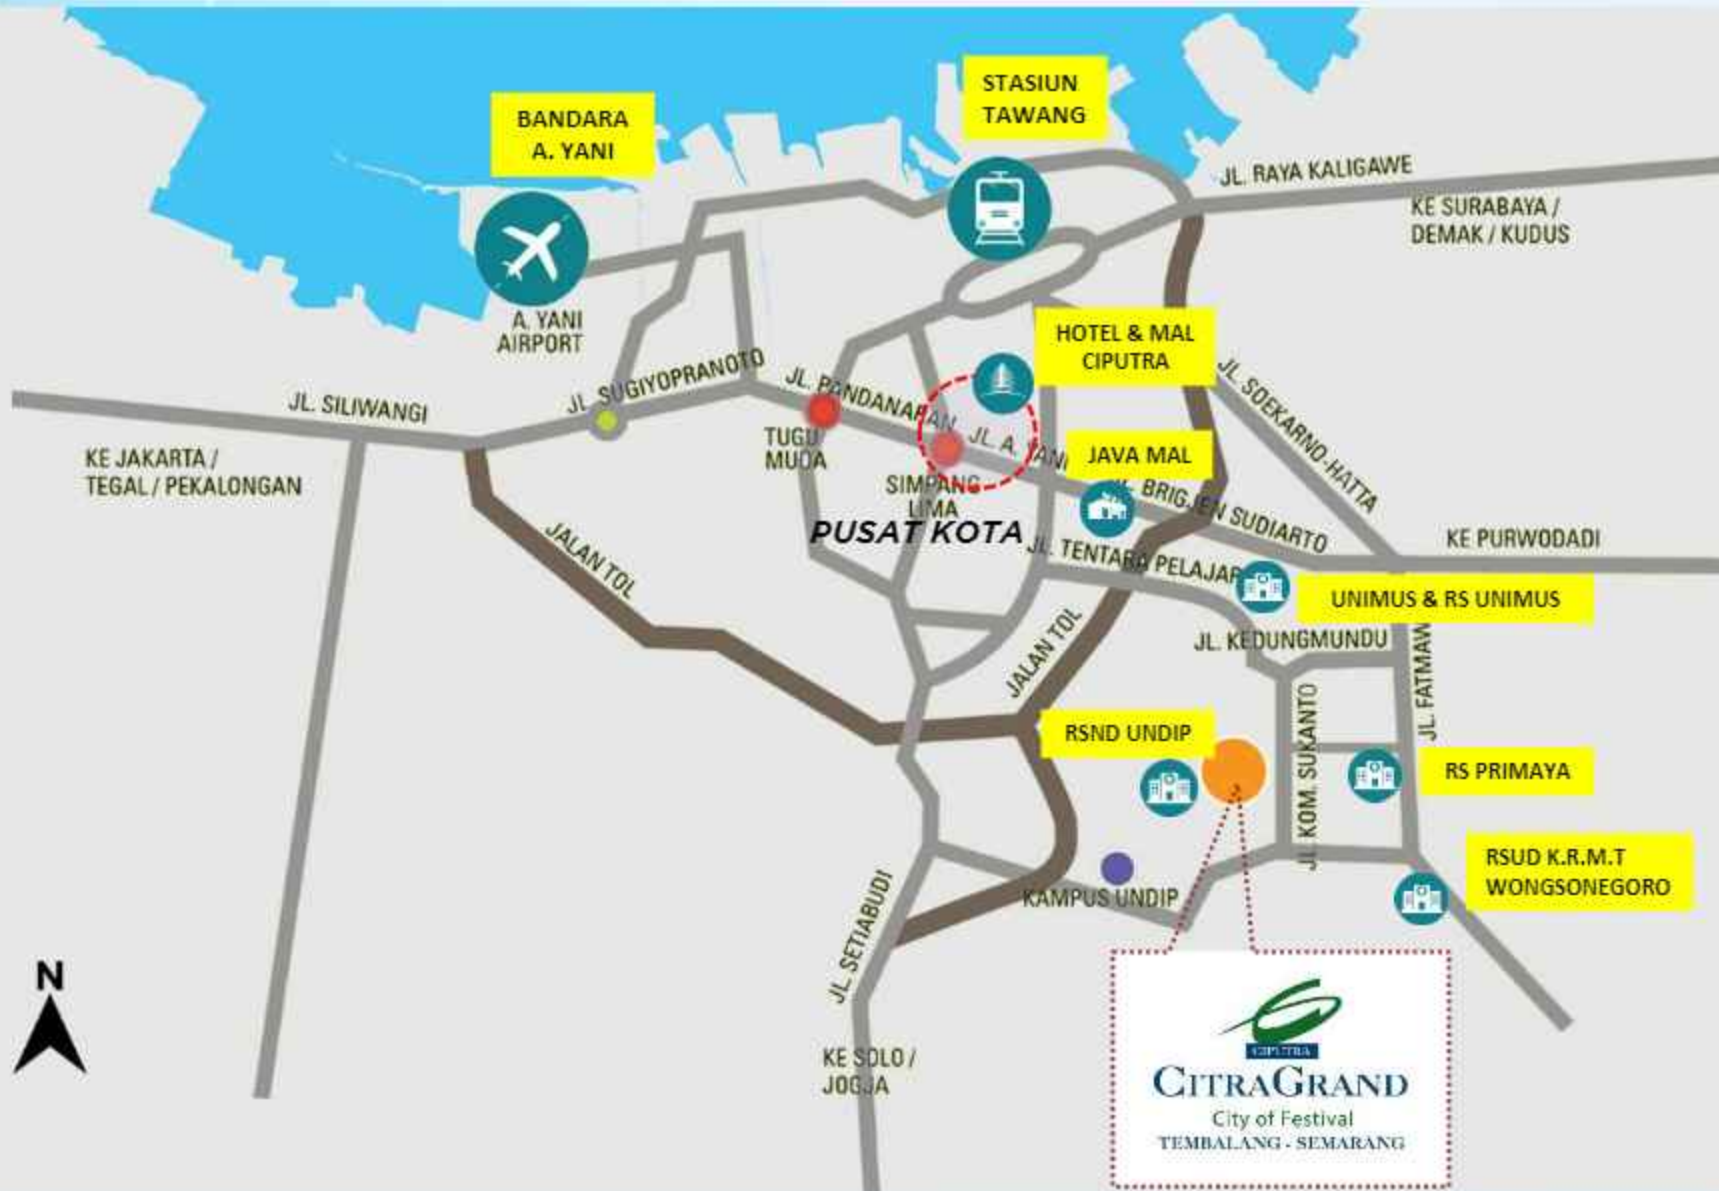 STASIUN
TAWANG
BANDARA
A. YANI
JL. RAYA KALIGAWE
KE SURABAYA /
DEMAK / KUDUS
A. YANI
AIRPORT
HOTEL & MAL
CIPUTRA
JL. SUGIYOPRANOTO
JL. PANDANARAN
JL. SOEKARNO-HATTA
JL. SILIWANGI
TUGU
MUDA
JL. A. YANI
JAVA MAL
KE JAKARTA /
TEGAL / PEKALONGAN
SIMPANG
LIMA
JL. BRIGJEN SUDIARTO
PUSAT KOTA
KE PURWODADI
JALAN TOL
JL. TENTARA PELAJAR
UNIMUS & RS UNIMUS
JL. KEDUNGMUNDU
JALAN TOL
JL. FATMAW
RSND UNDIP
JL. KOM. SUKANTO
RS PRIMAYA
RSUD K.R.M.T
WONGSONEGORO
KAMPUS UNDIP
JL. SETIABUDI
N
KE SOLO /
JOGJA
CIPUTRA
CITRAGRAND
City of Festival
TEMBALANG - SEMARANG